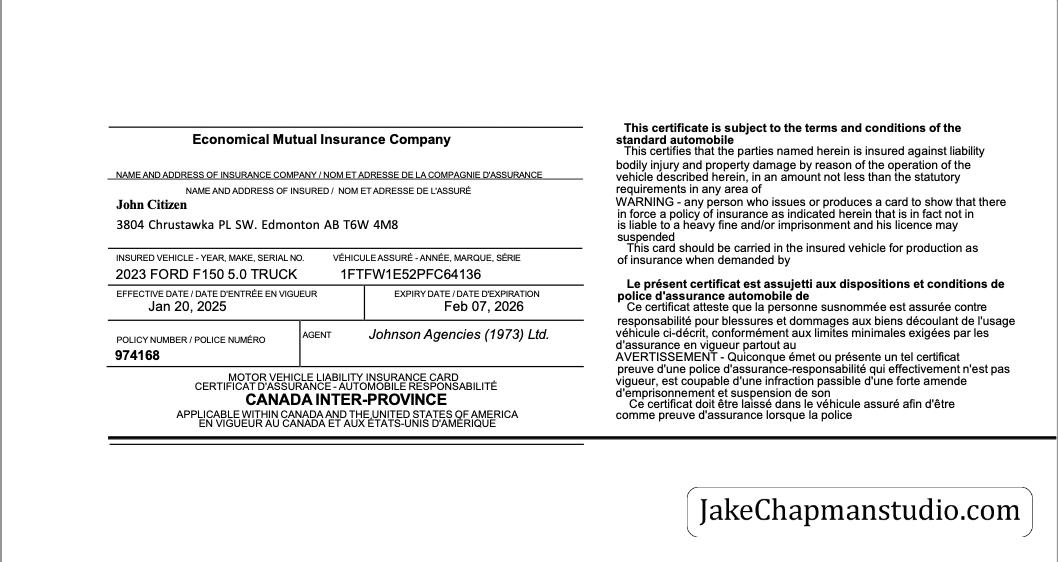 Economical Mutual Insurance Company
NAME AND ADDRESS OF INSURANCE COMPANY / NOM ET ADRESSE DE LA COMPAGNIE D'ASSURANCE
NAME AND ADDRESS OF INSURED / NOM ET ADRESSE DE L'ASSURÉ
John Citizen
3804 Chrustawka PL SW. Edmonton AB T6W 4M8
INSURED VEHICLE - YEAR, MAKE, SERIAL NO. VÉHICULE ASSURÉ - ANNÉE, MARQUE, SÉRIE
2023 FORD F150 5.0 TRUCK 1FTFW1E52PFC64136
EFFECTIVE DATE / DATE D'ENTRÉE EN VIGUEUR EXPIRY DATE / DATE D'EXPIRATION
Jan 20, 2025 Feb 07, 2026
POLICY NUMBER / POLICE NUMÉRO AGENT Johnson Agencies (1973) Ltd.
974168
MOTOR VEHICLE LIABILITY INSURANCE CARD
CERTIFICAT D'ASSURANCE - AUTOMOBILE RESPONSABILITÉ
CANADA INTER-PROVINCE
APPLICABLE WITHIN CANADA AND THE UNITED STATES OF AMERICA
EN VIGUEUR AU CANADA ET AUX ÉTATS-UNIS D'AMÉRIQUE
This certificate is subject to the terms and conditions of the
standard automobile
This certifies that the parties named herein is insured against liability
bodily injury and property damage by reason of the operation of the
vehicle described herein, in an amount not less than the statutory
requirements in any area of
WARNING - any person who issues or produces a card to show that there
in force a policy of insurance as indicated herein that is in fact not in
is liable to a heavy fine and/or imprisonment and his licence may
suspended
This card should be carried in the insured vehicle for production as
of insurance when demanded by
Le présent certificat est assujetti aux dispositions et conditions de
police d'assurance automobile de
Ce certificat atteste que la personne susnommée est assurée contre
responsabilité pour blessures et dommages aux biens découlant de l'usage
véhicule ci-décrit, conformément aux limites minimales exigées par les
d'assurance en vigueur partout au
AVERTISSEMENT - Quiconque émet ou présente un tel certificat
preuve d'une police d'assurance-responsabilité qui effectivement n'est pas
vigueur, est coupable d'une infraction passible d'une forte amende
d'emprisonnement et suspension de son
Ce certificat doit être laissé dans le véhicule assuré afin d'être
comme preuve d'assurance lorsque la police
JakeChapmanstudio.com